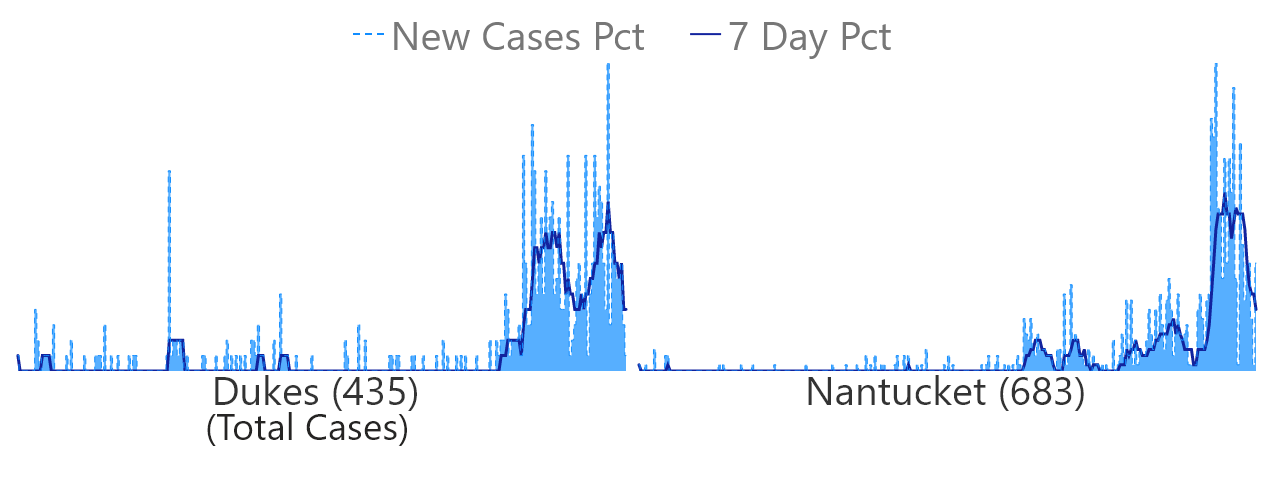 New Cases Pct 7 Day Pct
Dukes (435)
(Total Cases)
Nantucket (683)